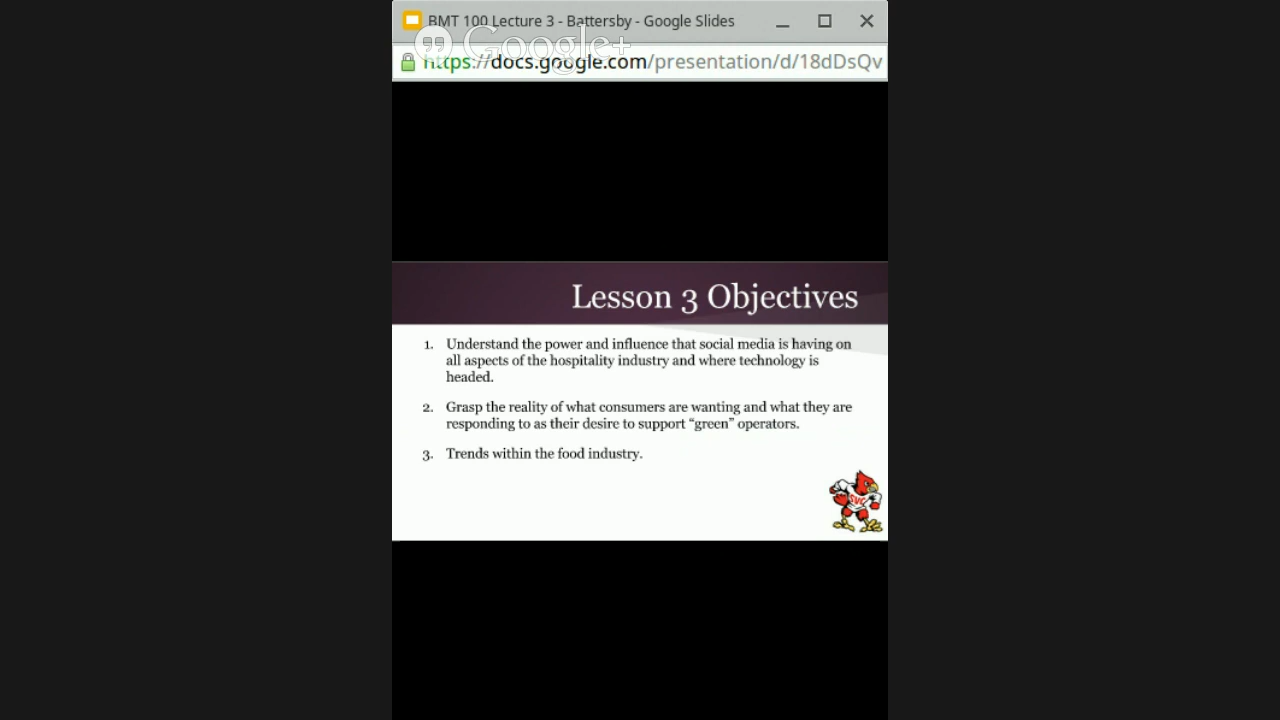 BMT 100 Lecture 3 - Battersby - Google Slides
Google+
https://docs.google.com/presentation/d/18dDsQv
Lesson 3 Objectives
1. Understand the power and influence that social media is having on
all aspects of the hospitality industry and where technology is
headed.
2. Grasp the reality of what consumers are wanting and what they are
responding to as their desire to support “green” operators.
3. Trends within the food industry.
SVC